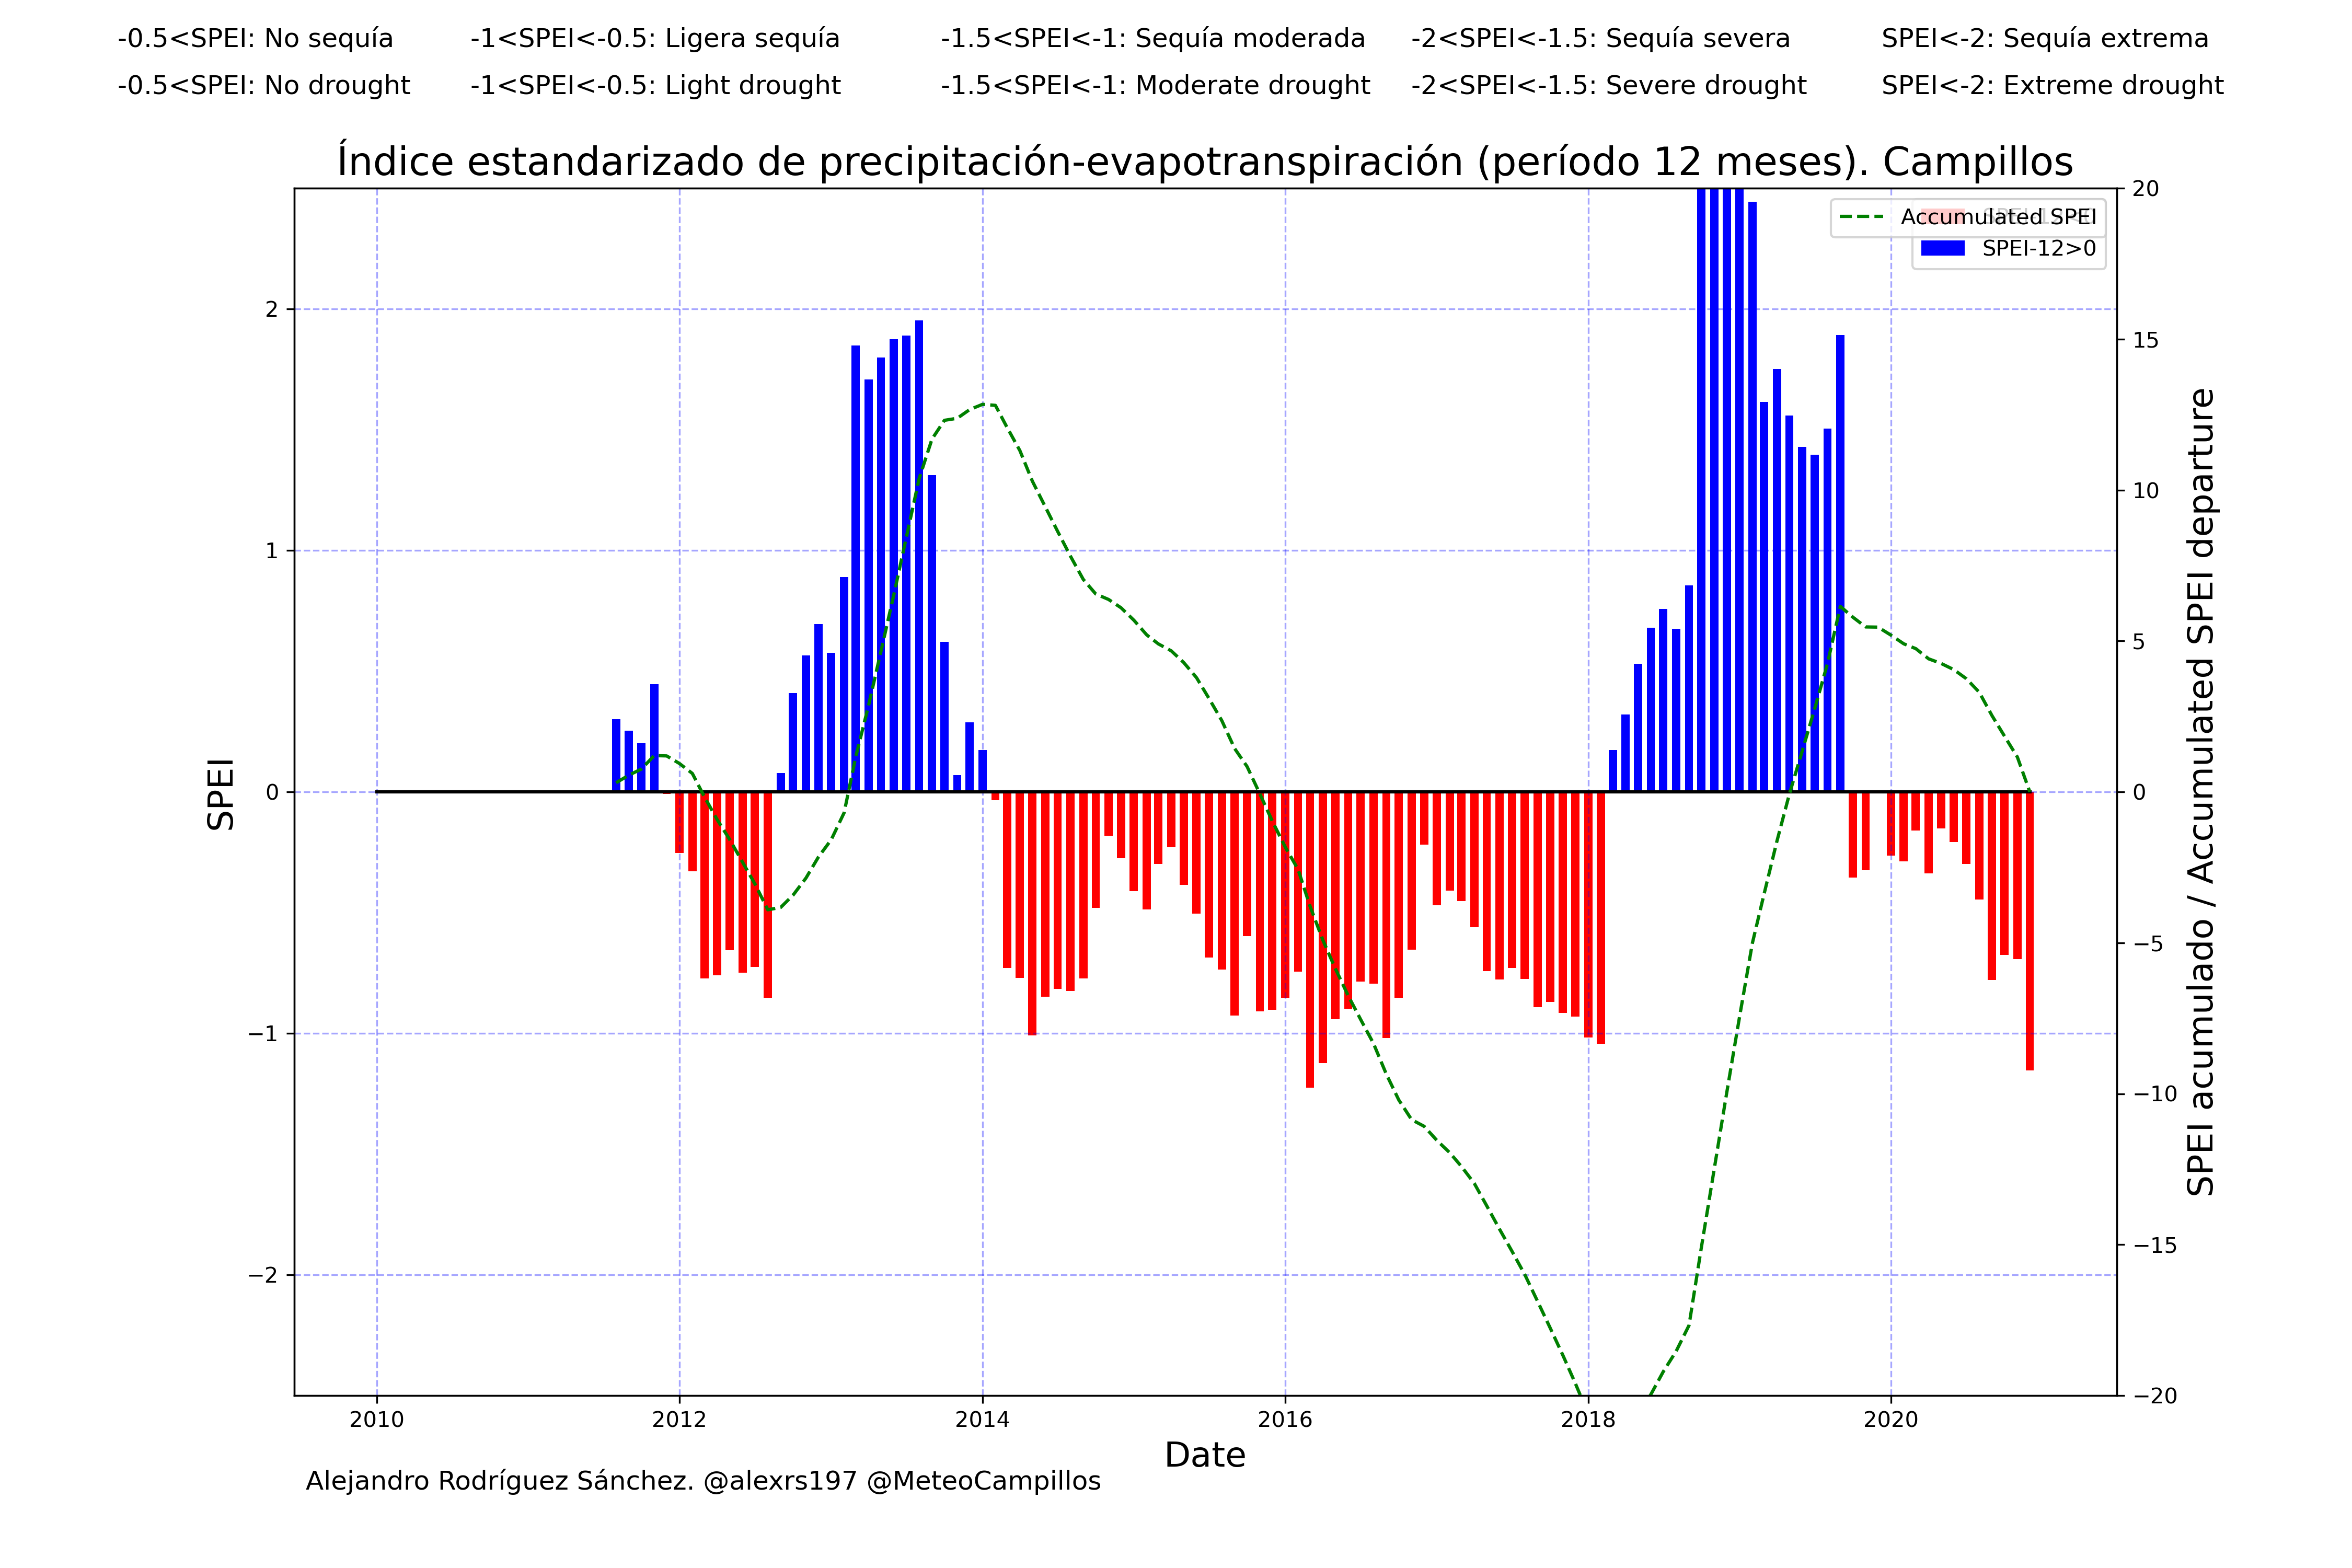 -0.5<SPEI: No sequía -1<SPEI<-0.5: Ligera sequía -1.5<SPEI<-1: Sequía moderada -2<SPEI<-1.5: Sequía severa SPEI<-2: Sequía extrema
-0.5<SPEI: No drought -1<SPEI<-0.5: Light drought -1.5<SPEI<-1: Moderate drought -2<SPEI<-1.5: Severe drought SPEI<-2: Extreme drought
Índice estandarizado de precipitación-evapotranspiración (período 12 meses). Campillos
Accumulated SPEI
SPEI-12>0
2
1
0
−1
−2
SPEI
20
15
10
5
0
−5
−10
−15
−20
SPEI acumulado / Accumulated SPEI departure
2010 2012 2014 2016 2018 2020
Date
Alejandro Rodríguez Sánchez. @alexrs197 @MeteoCampillos